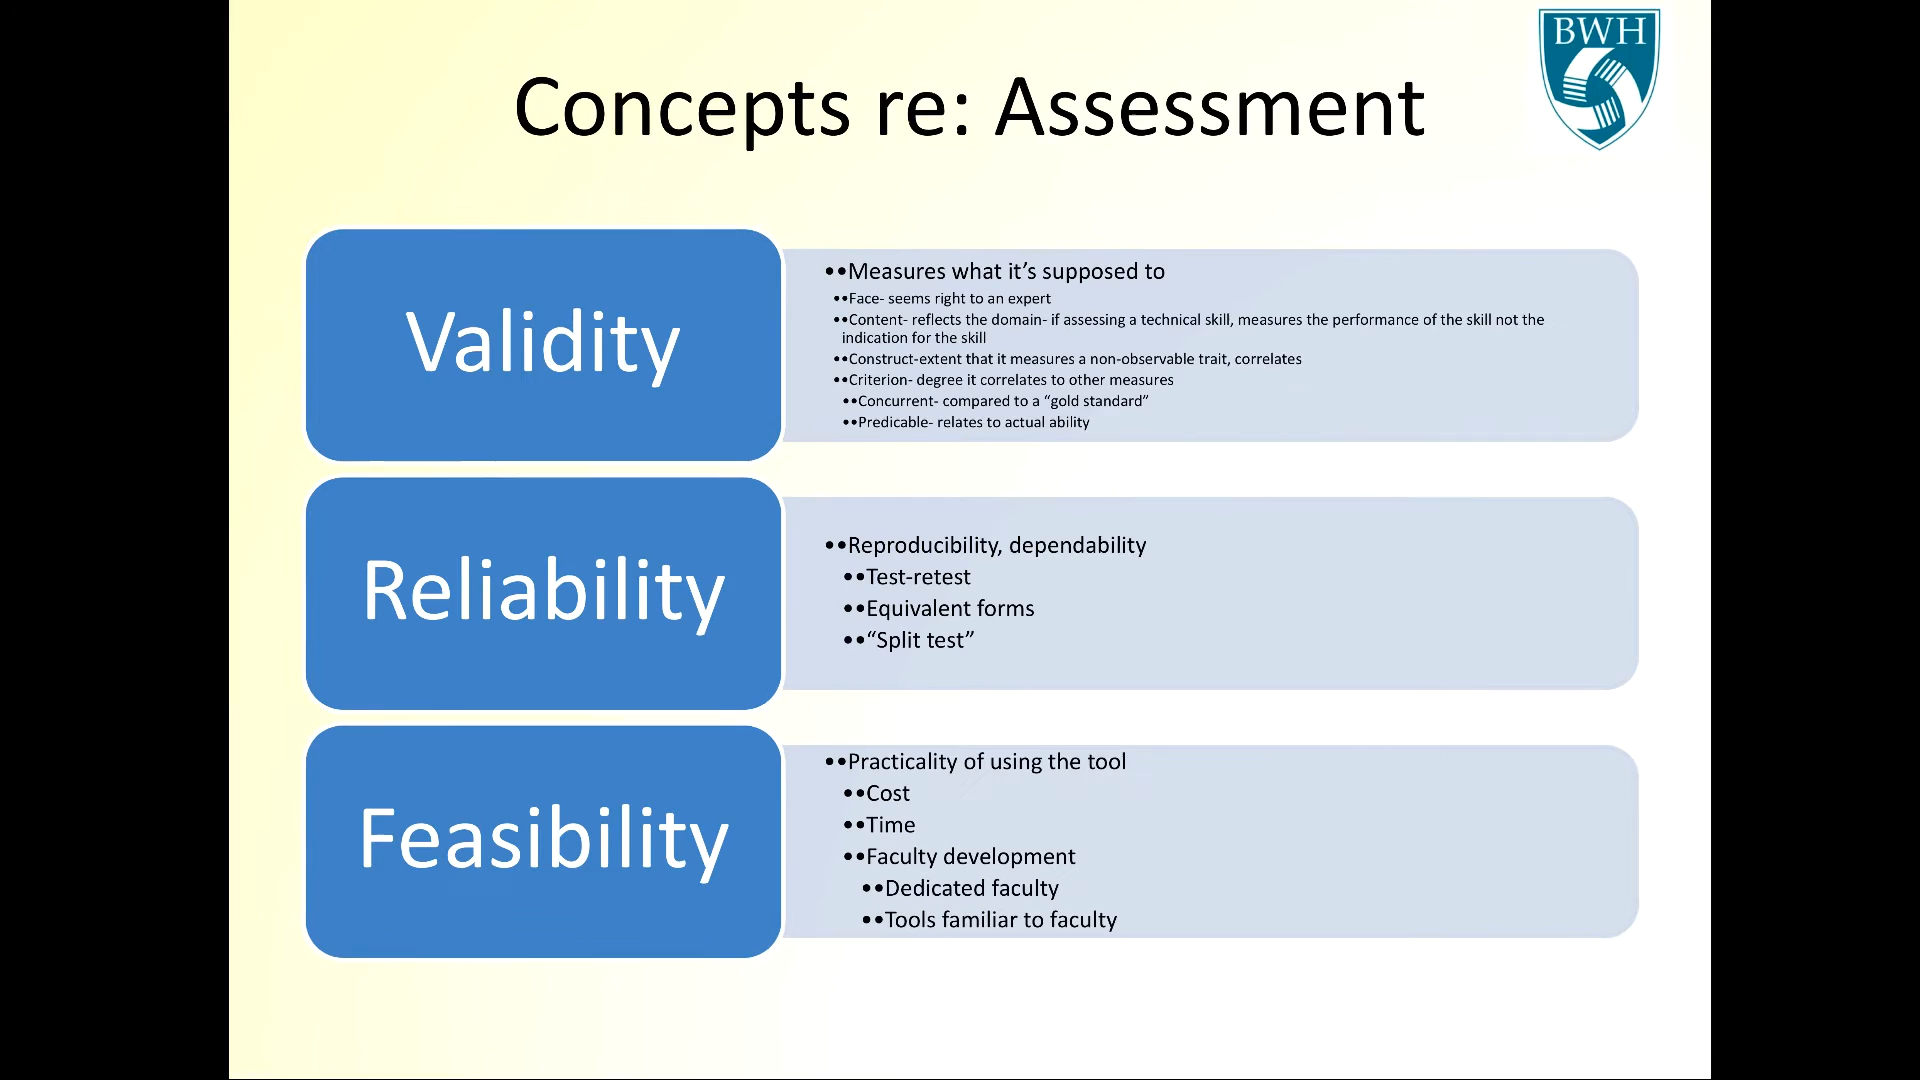 BWH
Concepts re: Assessment
Validity
••Measures what it’s supposed to
••Face- seems right to an expert
••Content- reflects the domain- if assessing a technical skill, measures the performance of the skill not the
indication for the skill
••Construct-extent that it measures a non-observable trait, correlates
••Criterion- degree it correlates to other measures
••Concurrent- compared to a “gold standard”
••Predicable- relates to actual ability
Reliability
••Reproducibility, dependability
••Test-retest
••Equivalent forms
••“Split test”
Feasibility
••Practicality of using the tool
••Cost
••Time
••Faculty development
••Dedicated faculty
••Tools familiar to faculty